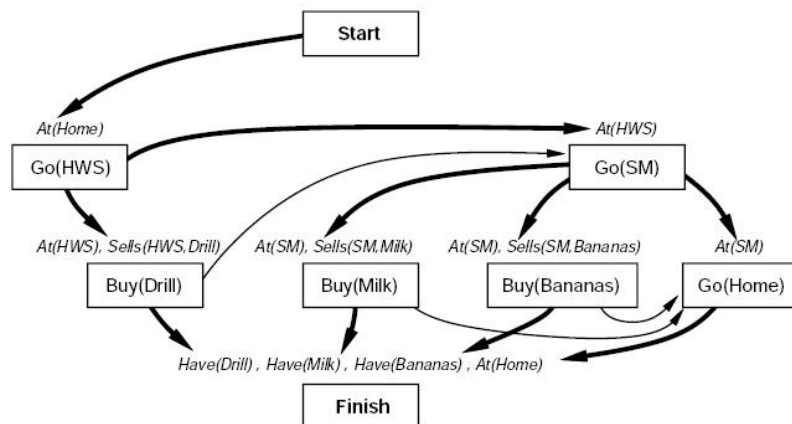 Start
At(Home)
At(HWS)
Go(HWS)
Go(SM)
At(HWS), Sells(HWS,Drill)
At(SM), Sells(SM,Milk)
At(SM), Sells(SM,Bananas)
At(SM)
Buy(Drill)
Buy(Milk)
Buy(Bananas)
Go(Home)
Have(Drill) , Have(Milk) , Have(Bananas) , At(Home)
Finish